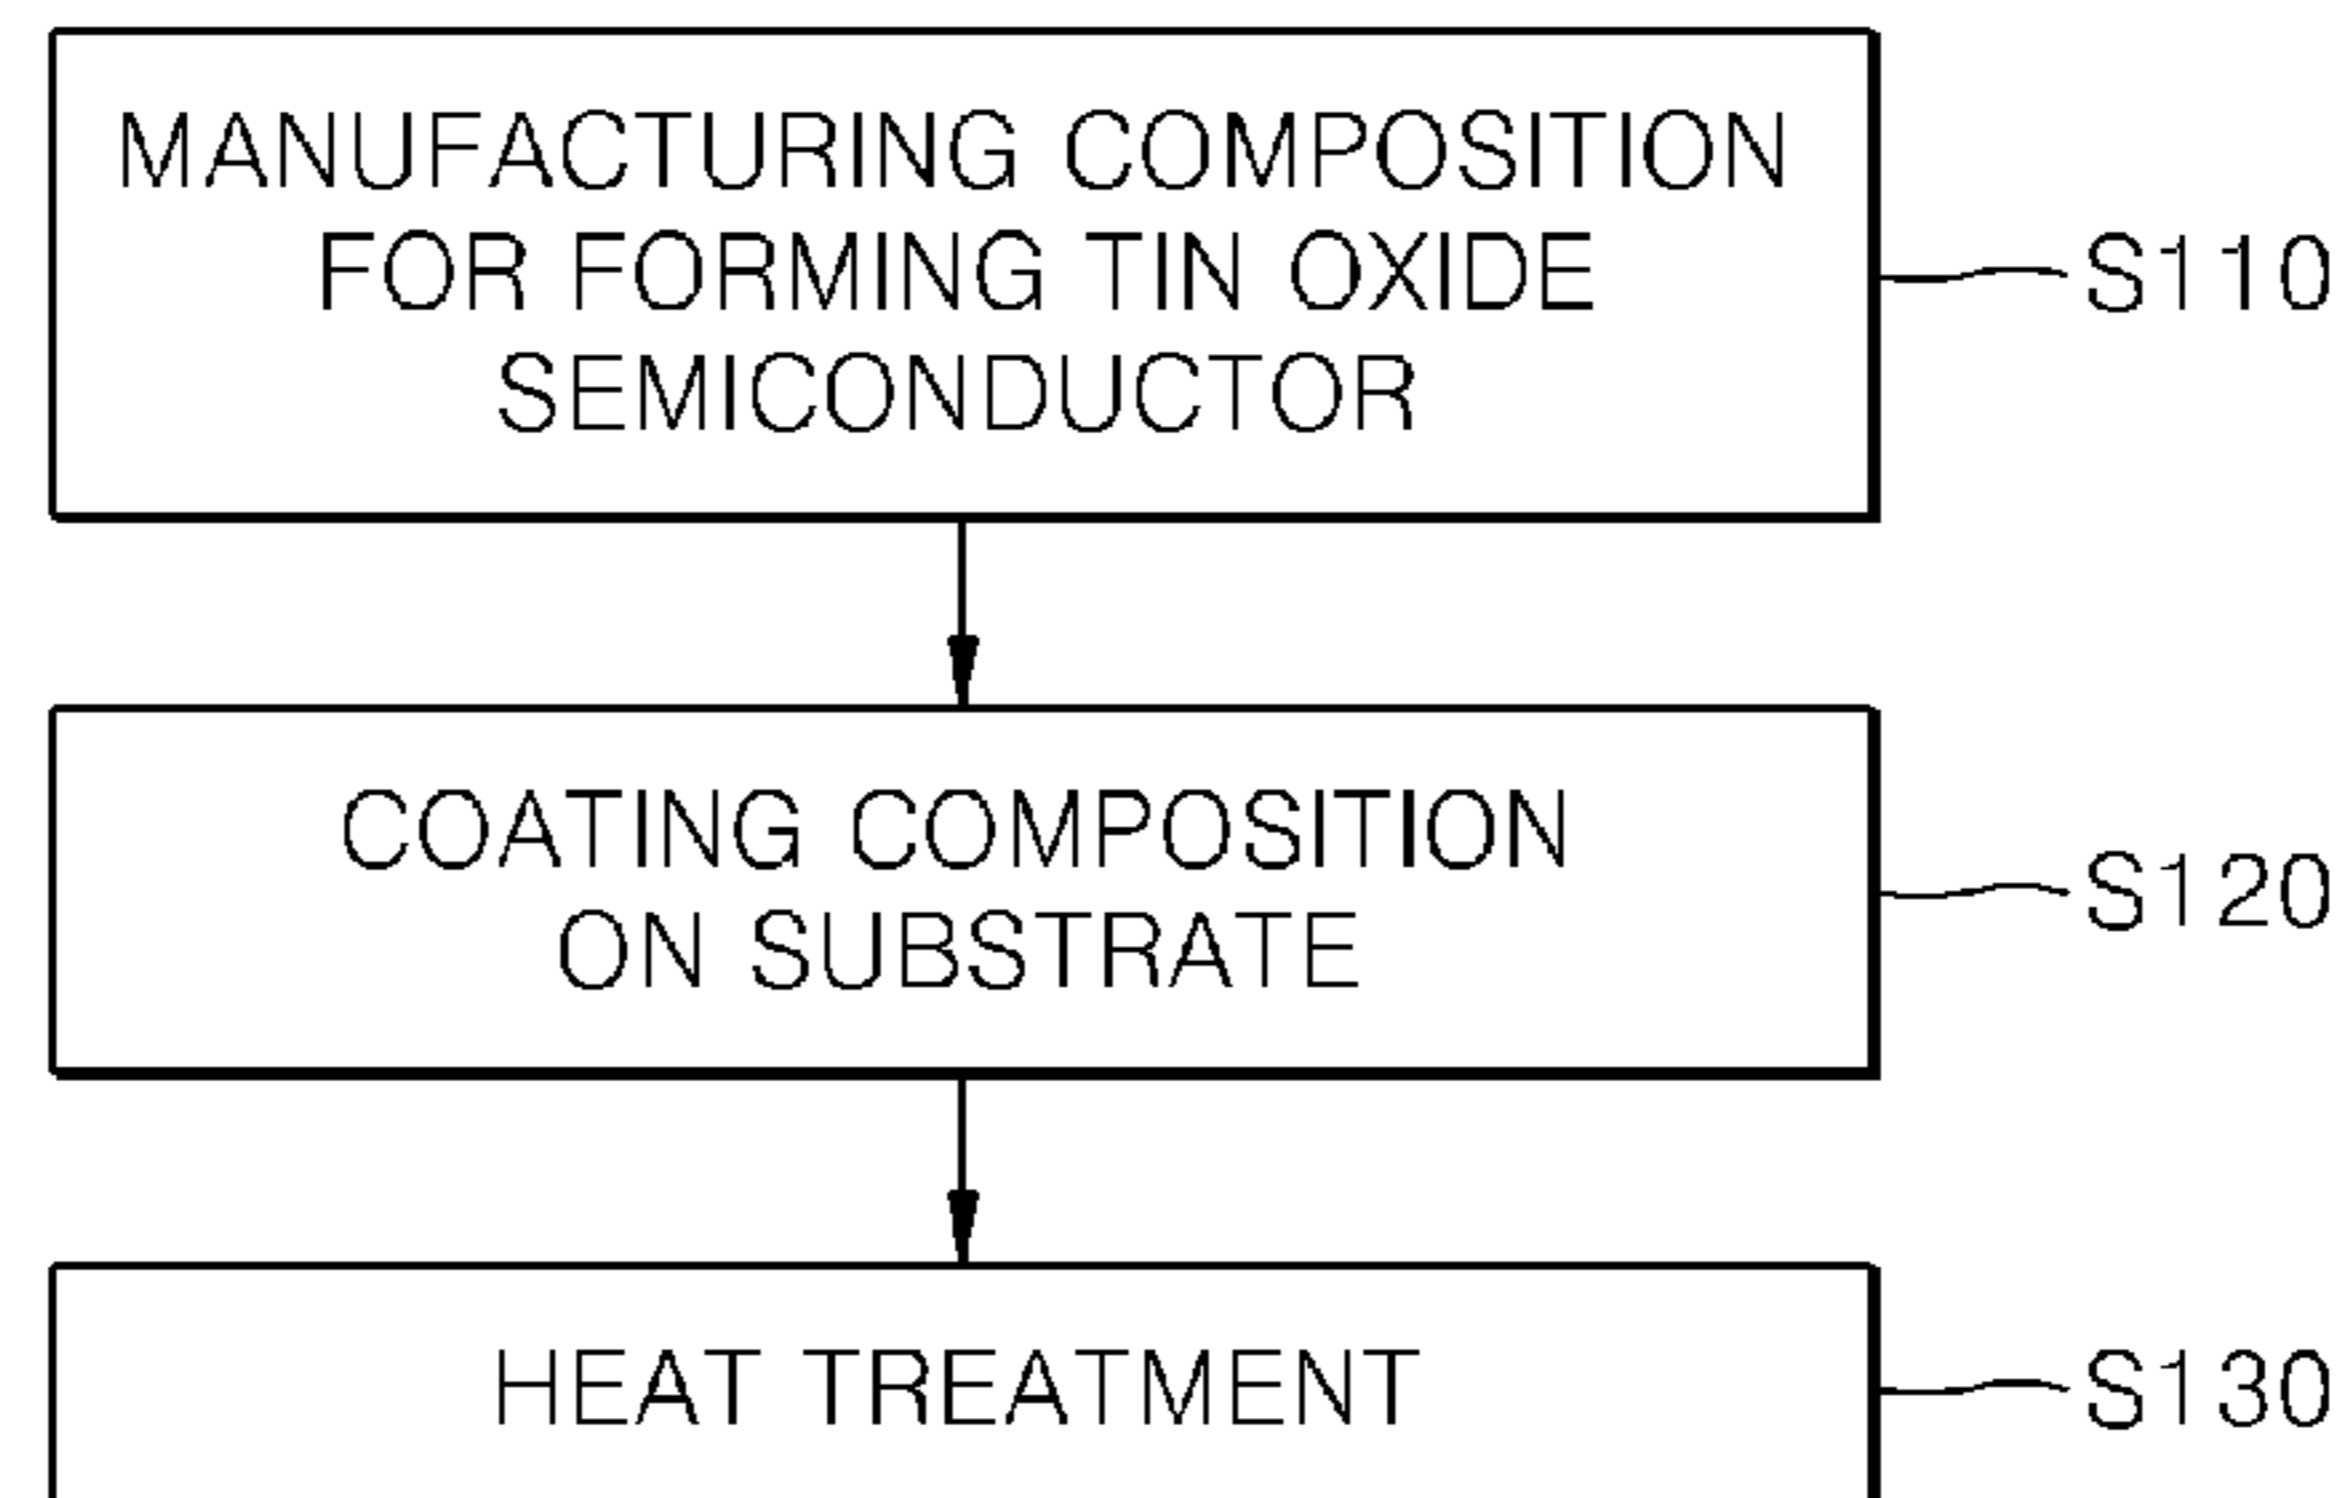 MANUFACTURING COMPOSITION
FOR FORMING TIN OXIDE
SEMICONDUCTOR
S110
COATING COMPOSITION
ON SUBSTRATE
S120
HEAT TREATMENT
S130